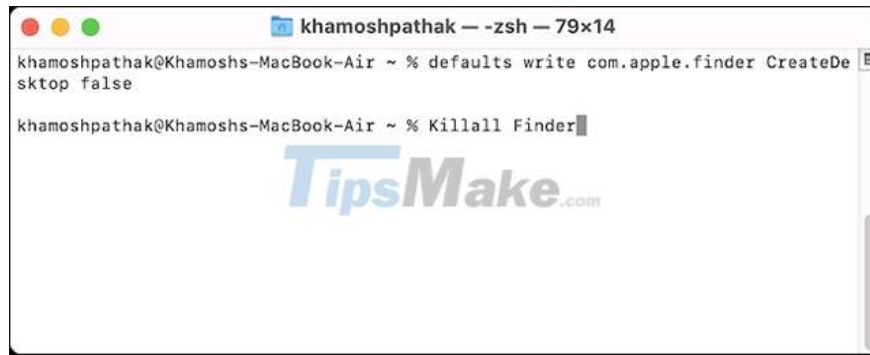 khamoshpathak — -zsh — 79×14
khamoshpathak@Khamoshs-MacBook-Air ~ % defaults write com.apple.finder CreateDe
sktop false
khamoshpathak@Khamoshs-MacBook-Air ~ % Killall Finder
TipsMake.com